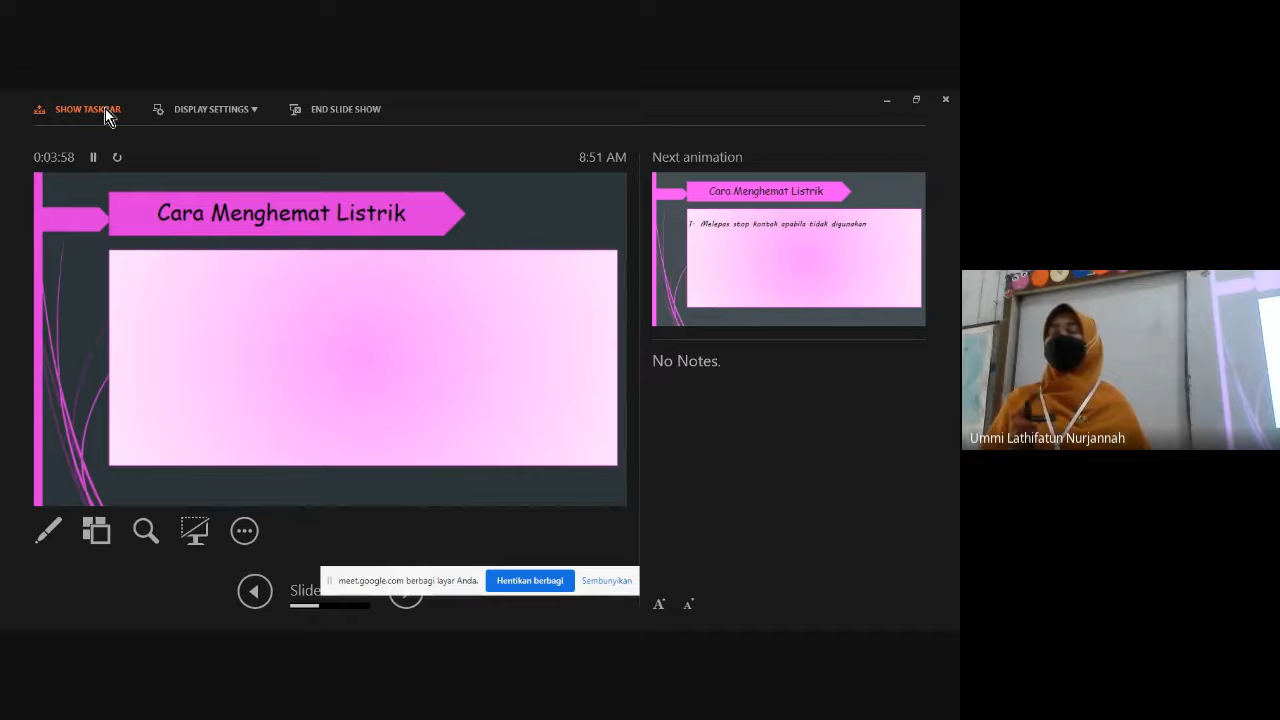 SHOW TASKBAR
DISPLAY SETTINGS ▼
END SLIDE SHOW
0:03:58
8:51 AM
Cara Menghemat Listrik
Next animation
Cara Menghemat Listrik
1. Melepas stop kontak apabila tidak digunakan
No Notes.
Ummi Lathifatun Nurjannah
meet.google.com berbagi layar Anda.
Hentikan berbagi
Sembunyikan
Slide
A A